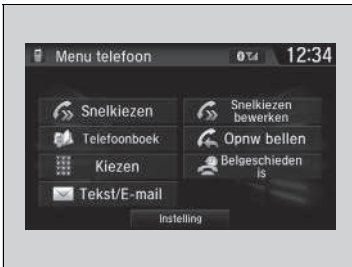 Menu telefoon
12:34
Snelkiezen
Snelkiezen
bewerken
Telefoonboek
Opnw bellen
Kiezen
Belgeschieden
is
Tekst/E-mail
Instelling